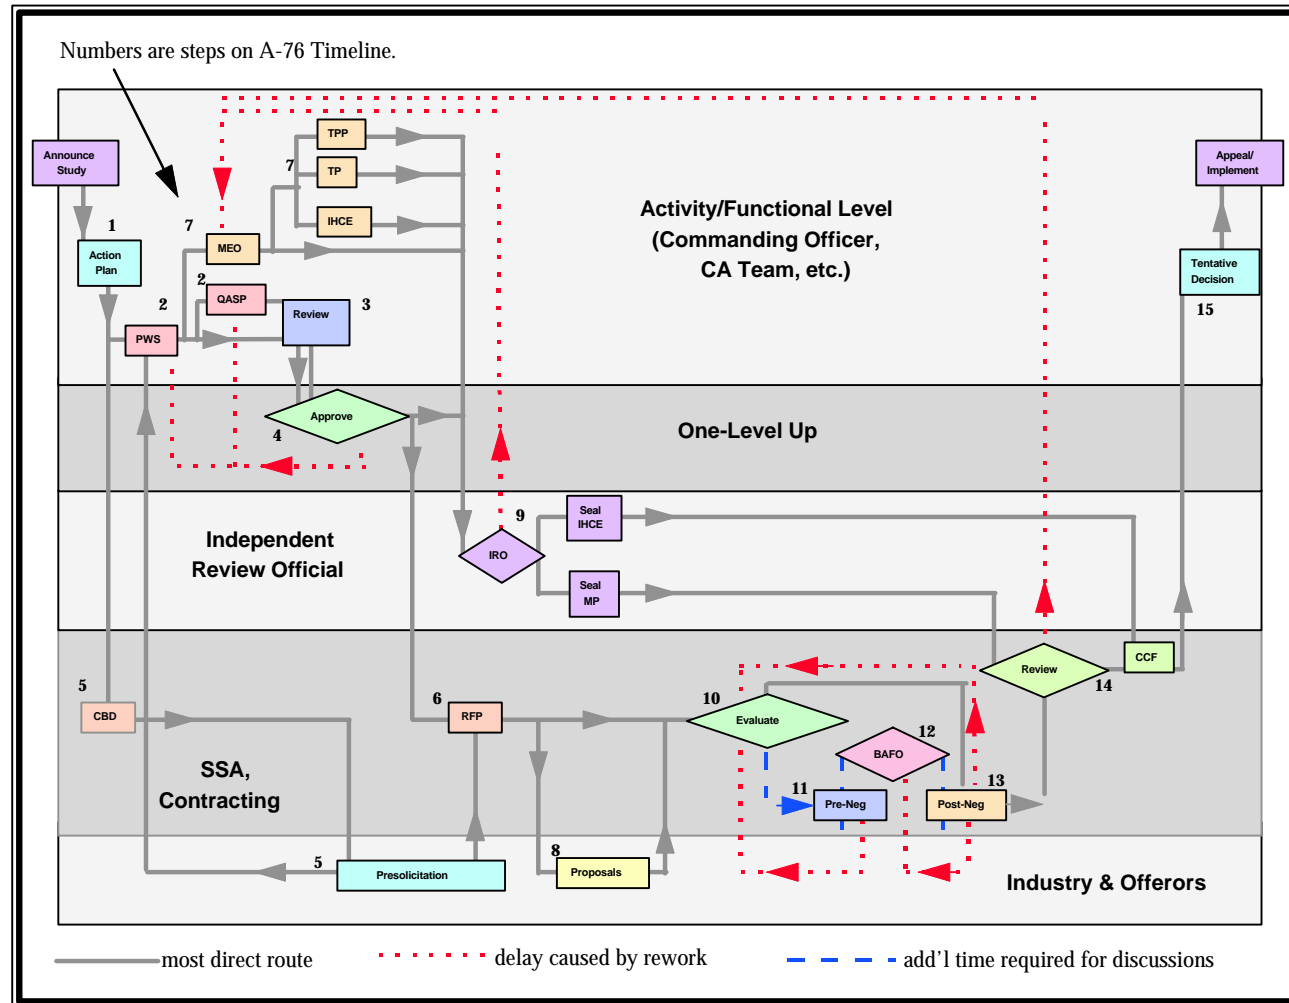 Numbers are steps on A-76 Timeline.
TPP
Announce
Study
7
TP
Appeal/
Implement
1
7
IHCE
Activity/Functional Level
(Commanding Officer,
CA Team, etc.)
Action
Plan
MEO
Tentative
Decision
2
2
QASP
3
Review
15
PWS
Approve
4
One-Level Up
Independent
Review Official
9
Seal
IHCE
IRO
Seal
MP
CCF
Review
14
5
6
10
CBD
RFP
Evaluate
12
BAFO
SSA,
Contracting
11
13
Pre-Neg
Post-Neg
5
8
Presolicitation
Proposals
Industry & Offerors
most direct route
delay caused by rework
add'l time required for discussions